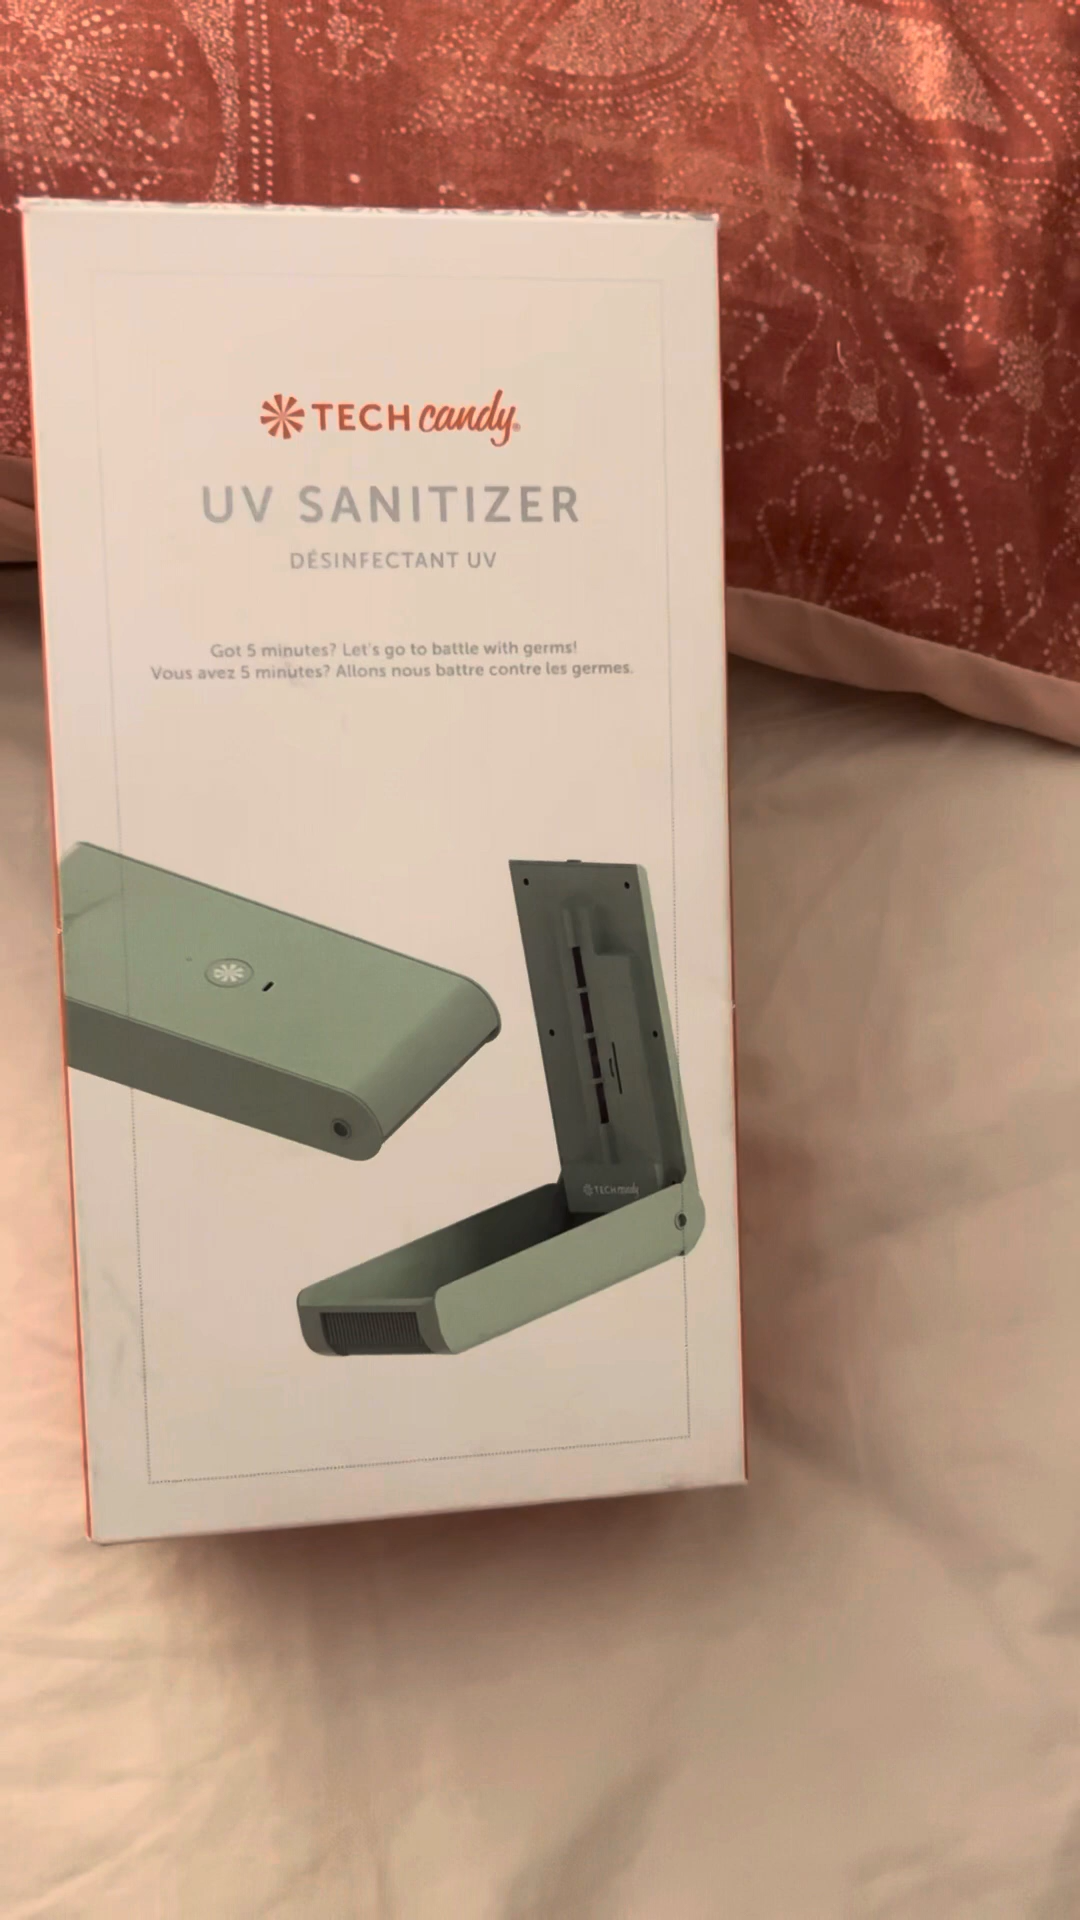 TECH candy®
UV SANITIZER
DÉSINFECTANT UV
Got 5 minutes? Let's go to battle with germs!
Vous avez 5 minutes? Allons nous battre contre les germes.
TECH candy